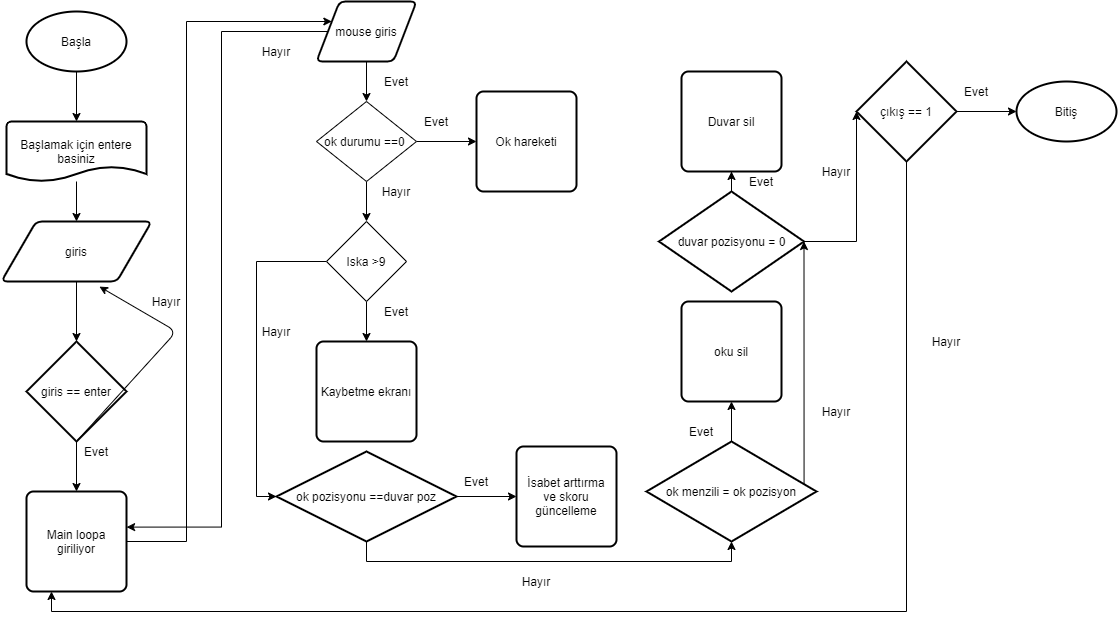 Başla
Başlamak için entere
basiniz
giris
Hayır
giris == enter
Evet
Main loopa
giriliyor
mouse giris
Hayır
Evet
ok durumu ==0
Evet
Ok hareketi
Hayır
Iska >9
Hayır
Evet
Kaybetme ekranı
ok pozisyonu ==duvar poz
Evet
İsabet arttırma
ve skoru
güncelleme
Hayır
ok menzili = ok pozisyon
Evet
oku sil
Hayır
duvar pozisyonu = 0
Evet
Duvar sil
Hayır
çıkış == 1
Evet
Bitiş
Hayır